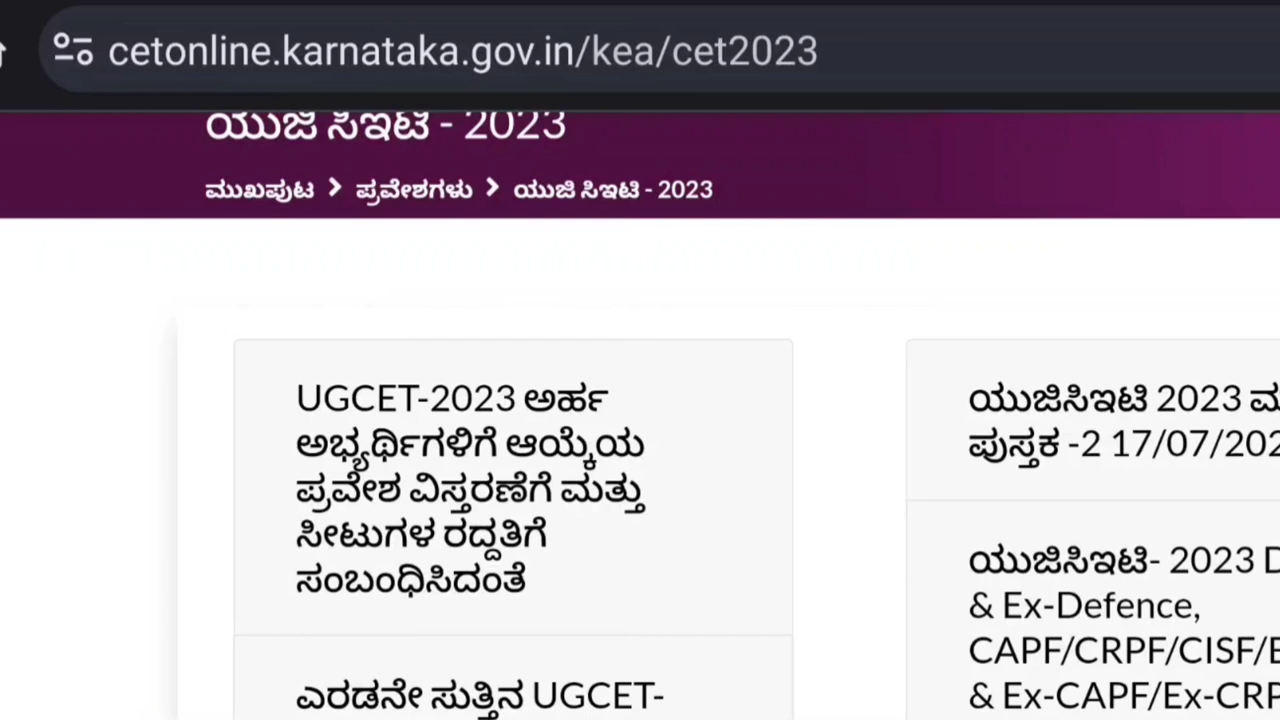 cetonline.karnataka.gov.in/kea/cet2023
ಯುಜಿ ಸಿಇಟಿ - 2023
ಮುಖಪುಟ > ಪ್ರವೇಶಗಳು > ಯುಜಿ ಸಿಇಟಿ - 2023
UGCET-2023 ಅರ್ಹ
ಅಭ್ಯರ್ಥಿಗಳಿಗೆ ಆಯ್ಕೆಯ
ಪ್ರವೇಶ ವಿಸ್ತರಣೆಗೆ ಮತ್ತು
ಸೀಟುಗಳ ರದ್ದತಿಗೆ
ಸಂಬಂಧಿಸಿದಂತೆ
ಎರಡನೇ ಸುತ್ತಿನ UGCET-
ಯುಜಿಸಿಇಟಿ 2023
ಪುಸ್ತಕ -2 17/07/202
ಯುಜಿಸಿಇಟಿ- 2023 D
& Ex-Defence,
CAPF/CRPF/CISF/
& Ex-CAPF/Ex-CRP